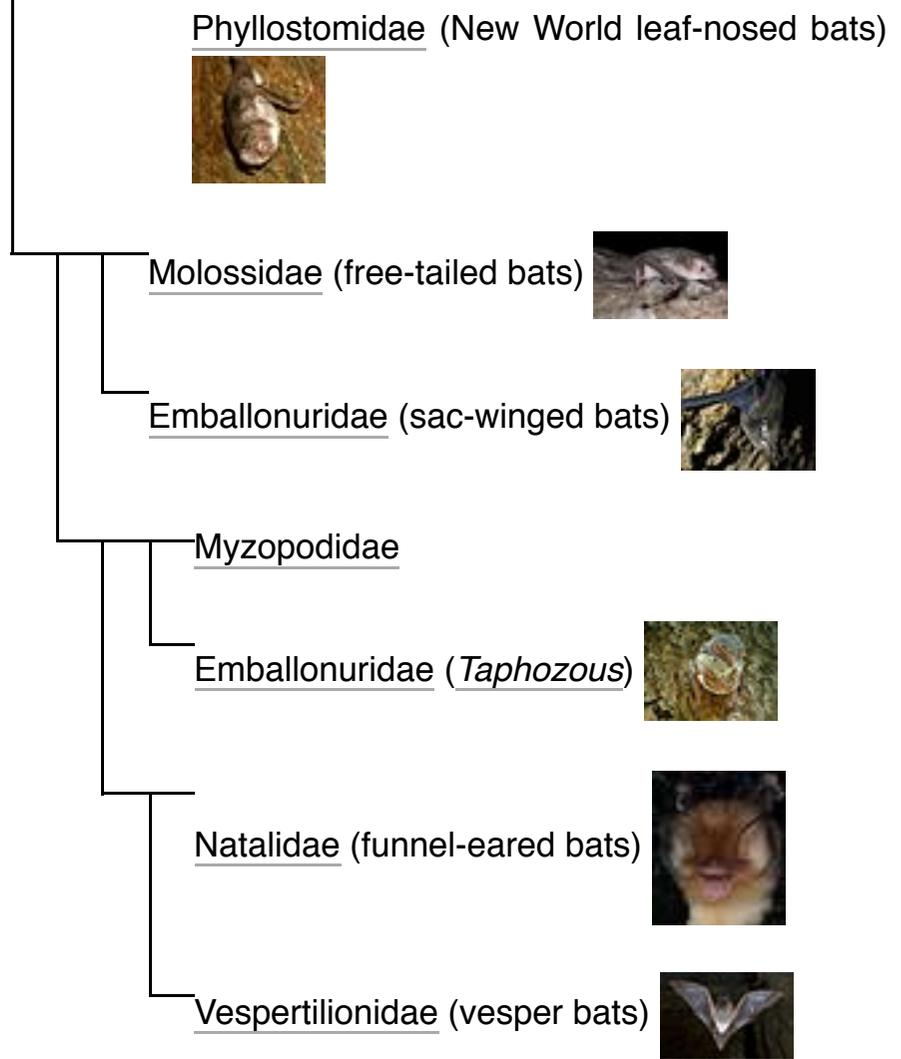 Phyllostomidae (New World leaf-nosed bats)
Molossidae (free-tailed bats)
Emballonuridae (sac-winged bats)
Myzopodidae
Emballonuridae (Taphozous)
Natalidae (funnel-eared bats)
Vespertilionidae (vesper bats)